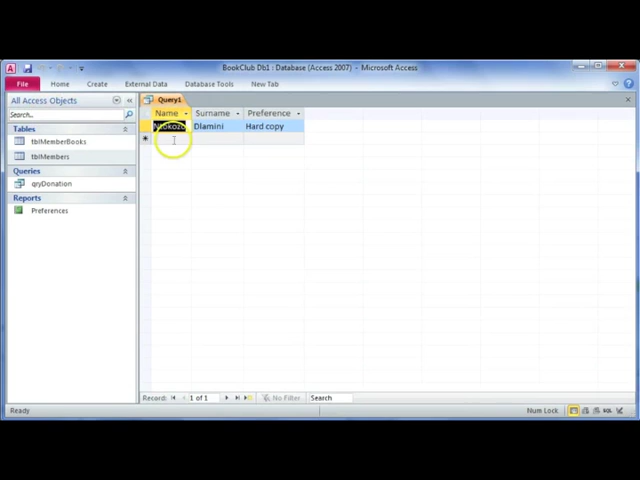 BookClub Db1 : Database (Access 2007) - Microsoft Access
File Home Create External Data Database Tools New Tab
All Access Objects
Search...
Tables
tblMemberBooks
tblMembers
Queries
qryDonation
Reports
Preferences
Query1
Name Surname Preference
Ntokozo Dlamini Hard copy
Record: 1 of 1 No Filter Search
Ready Num Lock SQL